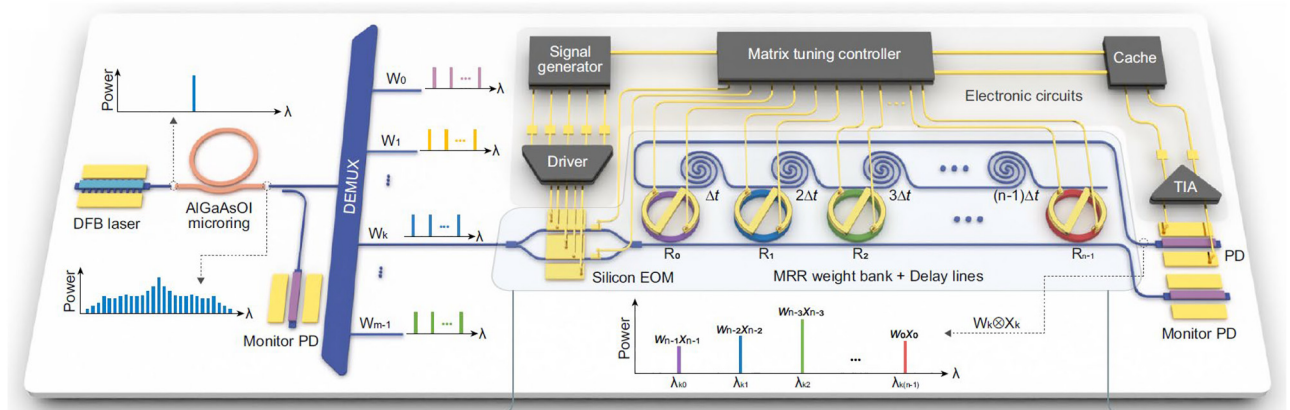 Power
λ
DFB laser
AlGaAsOI
microring
Power
λ
Monitor PD
DEMUX
W0
... λ
W1
... λ
Wk
... λ
Wm-1
... λ
Signal
generator
Matrix tuning controller
Cache
Electronic circuits
Driver
TIA
Δt
2Δt
3Δt
(n-1)Δt
R0
R1
R2
Rn-1
Silicon EOM
MRR weight bank + Delay lines
PD
Monitor PD
Wk⊗Xk
Power
Wn-1Xn-1
Wn-2Xn-2
Wn-3Xn-3
...
W0X0
λk0
λk1
λk2
λk(n-1)
λ